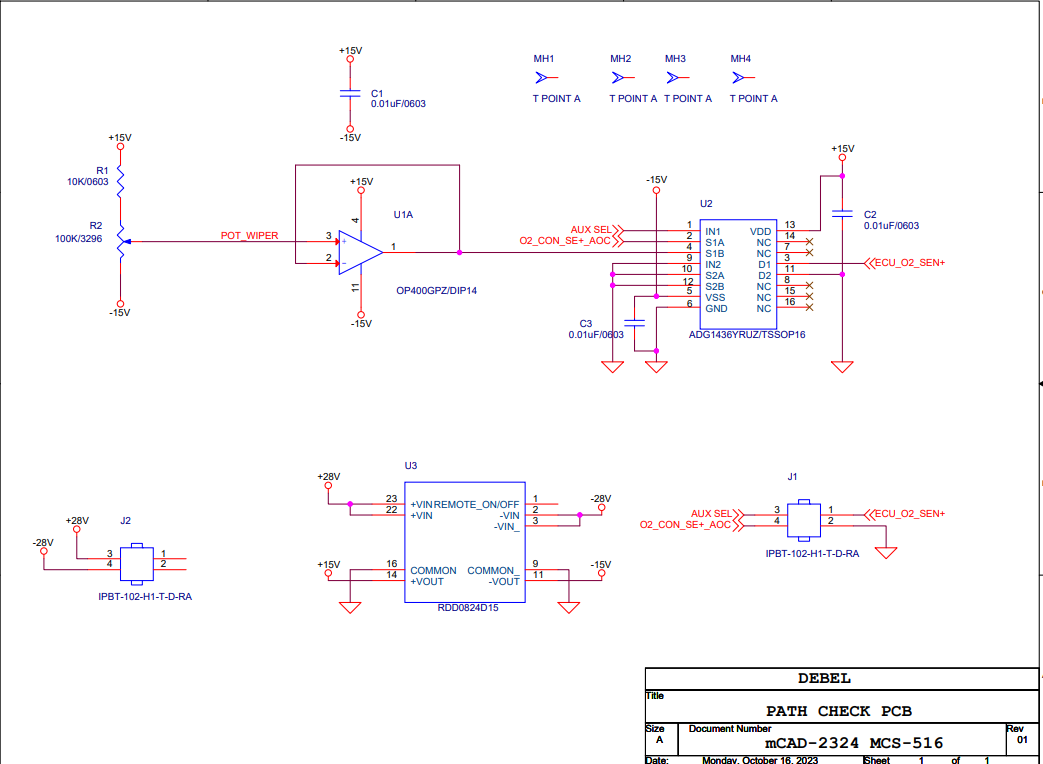 +15V
C1
0.01uF/0603
-15V
MH1
T POINT A
MH2
T POINT A
MH3
T POINT A
MH4
T POINT A
+15V
R1
10K/0603
R2
100K/3296
-15V
POT_WIPER
+15V
U1A
4
3
+
2
-
1
11
OP400GPZ/DIP14
-15V
-15V
U2
+15V
C2
0.01uF/0603
AUX SEL
O2_CON_SE+_AOC
1 IN1 VDD 13
2 S1A NC 14
4 S1B NC 7
9 IN2 D1 3
10 S2A D2 11
12 S2B NC 8
5 VSS NC 15
6 GND NC 16
ECU_O2_SEN+
C3
0.01uF/0603
ADG1436YRUZ/TSSOP16
-28V
+28V
J2
3 1
4 2
IPBT-102-H1-T-D-RA
+28V
U3
-28V
23 +VIN REMOTE_ON/OFF 1
22 +VIN -VIN 2
-VIN_ 3
+15V
-15V
16 COMMON COMMON_ 9
14 +VOUT -VOUT 11
RDD0824D15
J1
AUX SEL 3 1 ECU_O2_SEN+
O2_CON_SE+_AOC 4 2
IPBT-102-H1-T-D-RA
DEBEL
Title
PATH CHECK PCB
Size
A
Document Number
mCAD-2324 MCS-516
Rev
01
Date: Monday, October 16, 2023 Sheet 1 of 1